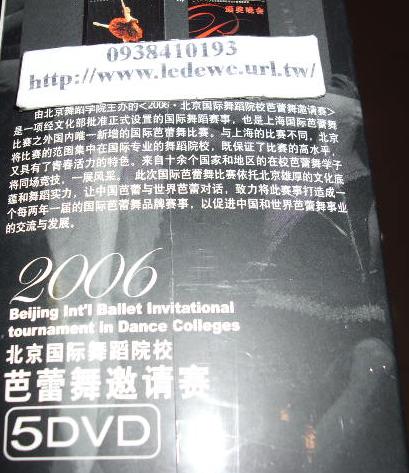 颁奖晚会
0938410193
http://www.ledewe.url.tw/
由北京舞蹈学院主办的<2006·北京国际舞蹈院校芭蕾舞邀请赛>
是一项经文化部批准正式设置的国际舞蹈赛事，也是上海国际芭蕾舞
比赛之外国内唯一新增的国际芭蕾舞比赛。与上海的比赛不同，北京
将比赛的范围集中在国际专业的舞蹈院校，既保证了比赛的高水平，
又具有了青春活力的特色。来自十余个国家和地区的在校芭蕾舞学子
将同场竞技，一展风采。 此次国际芭蕾舞比赛依托北京雄厚的文化底
蕴和舞蹈实力，让中国芭蕾与世界芭蕾对话，致力将此赛事打造成一
个每两年一届的国际芭蕾舞品牌赛事，以促进中国和世界芭蕾舞事业
的交流与发展。
2006
Beijing Int'l Ballet Invitational
tournament in Dance Colleges
北京国际舞蹈院校
芭蕾舞邀请赛
5DVD